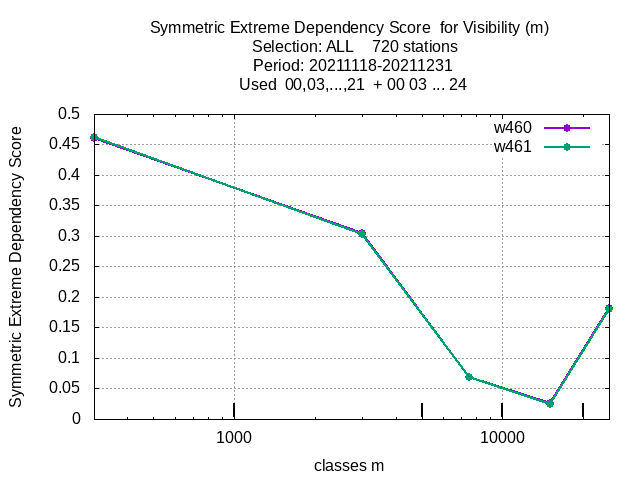 Symmetric Extreme Dependency Score  for Visibility (m)
Selection: ALL    720 stations
Period: 20211118-20211231
Used  00,03,...,21  + 00 03 ... 24
w460
w461
0.5
0.45
0.4
0.35
0.3
0.25
0.2
0.15
0.1
0.05
0
Symmetric Extreme Dependency Score
1000
10000
classes m